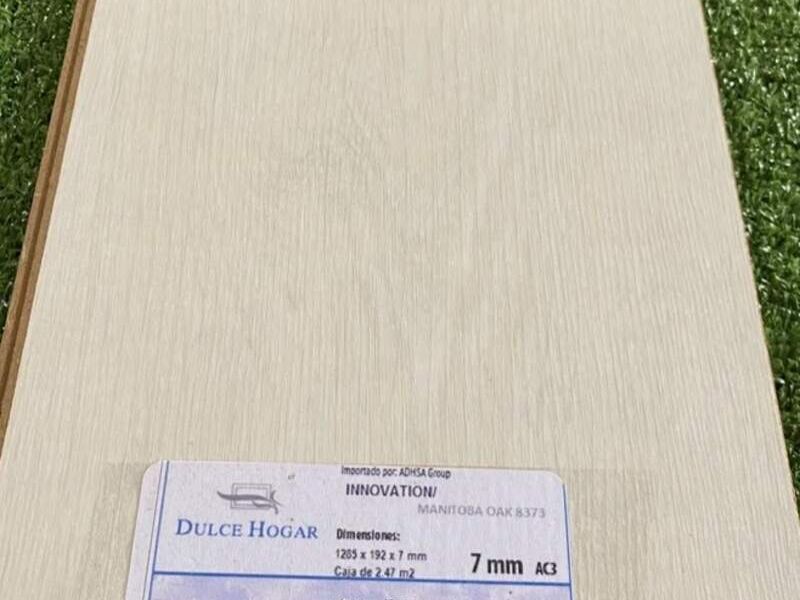 Importado por: ADHSA Group
INNOVATION/
MANITOBA OAK 8373
DULCE HOGAR
Dimensiones:
1285 x 192 x 7 mm
Caja de 2.47 m2
7 mm AC3